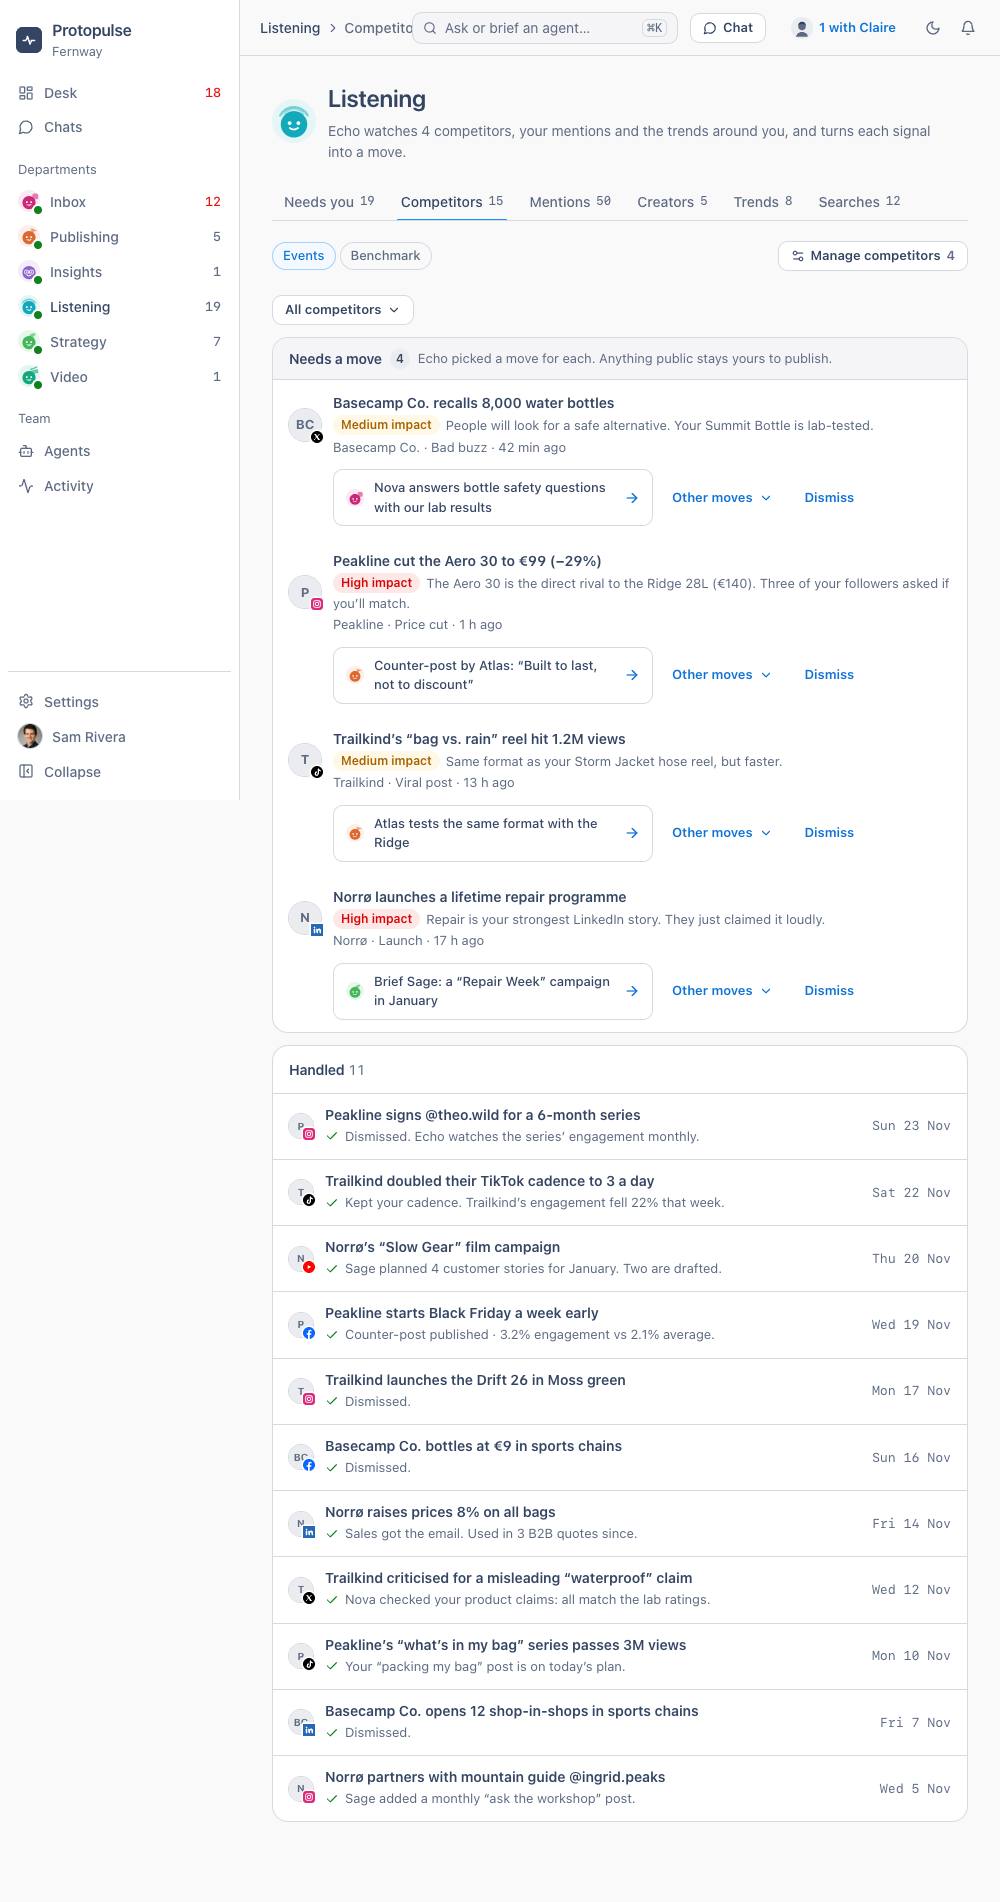 Protopulse
Fernway
Desk 18
Chats
Departments
Inbox 12
Publishing 5
Insights 1
Listening 19
Strategy 7
Video 1
Team
Agents
Activity
Settings
Sam Rivera
Collapse
Listening > Competito
Ask or brief an agent... ⌘K
Chat
1 with Claire
Listening
Echo watches 4 competitors, your mentions and the trends around you, and turns each signal
into a move.
Needs you 19 Competitors 15 Mentions 50 Creators 5 Trends 8 Searches 12
Events Benchmark Manage competitors 4
All competitors
Needs a move 4 Echo picked a move for each. Anything public stays yours to publish.
BC
Basecamp Co. recalls 8,000 water bottles
Medium impact People will look for a safe alternative. Your Summit Bottle is lab-tested.
Basecamp Co. · Bad buzz · 42 min ago
Nova answers bottle safety questions
with our lab results
Other moves Dismiss
P
Peakline cut the Aero 30 to €99 (−29%)
High impact The Aero 30 is the direct rival to the Ridge 28L (€140). Three of your followers asked if
you’ll match.
Peakline · Price cut · 1 h ago
Counter-post by Atlas: “Built to last,
not to discount”
Other moves Dismiss
T
Trailkind’s “bag vs. rain” reel hit 1.2M views
Medium impact Same format as your Storm Jacket hose reel, but faster.
Trailkind · Viral post · 13 h ago
Atlas tests the same format with the
Ridge
Other moves Dismiss
N
Norrø launches a lifetime repair programme
High impact Repair is your strongest LinkedIn story. They just claimed it loudly.
Norrø · Launch · 17 h ago
Brief Sage: a “Repair Week” campaign
in January
Other moves Dismiss
Handled 11
P
Peakline signs @theo.wild for a 6-month series
Dismissed. Echo watches the series’ engagement monthly.
Sun 23 Nov
T
Trailkind doubled their TikTok cadence to 3 a day
Kept your cadence. Trailkind’s engagement fell 22% that week.
Sat 22 Nov
N
Norrø’s “Slow Gear” film campaign
Sage planned 4 customer stories for January. Two are drafted.
Thu 20 Nov
P
Peakline starts Black Friday a week early
Counter-post published · 3.2% engagement vs 2.1% average.
Wed 19 Nov
T
Trailkind launches the Drift 26 in Moss green
Dismissed.
Mon 17 Nov
BC
Basecamp Co. bottles at €9 in sports chains
Dismissed.
Sun 16 Nov
N
Norrø raises prices 8% on all bags
Sales got the email. Used in 3 B2B quotes since.
Fri 14 Nov
T
Trailkind criticised for a misleading “waterproof” claim
Nova checked your product claims: all match the lab ratings.
Wed 12 Nov
P
Peakline’s “what’s in my bag” series passes 3M views
Your “packing my bag” post is on today’s plan.
Mon 10 Nov
BC
Basecamp Co. opens 12 shop-in-shops in sports chains
Dismissed.
Fri 7 Nov
N
Norrø partners with mountain guide @ingrid.peaks
Sage added a monthly “ask the workshop” post.
Wed 5 Nov